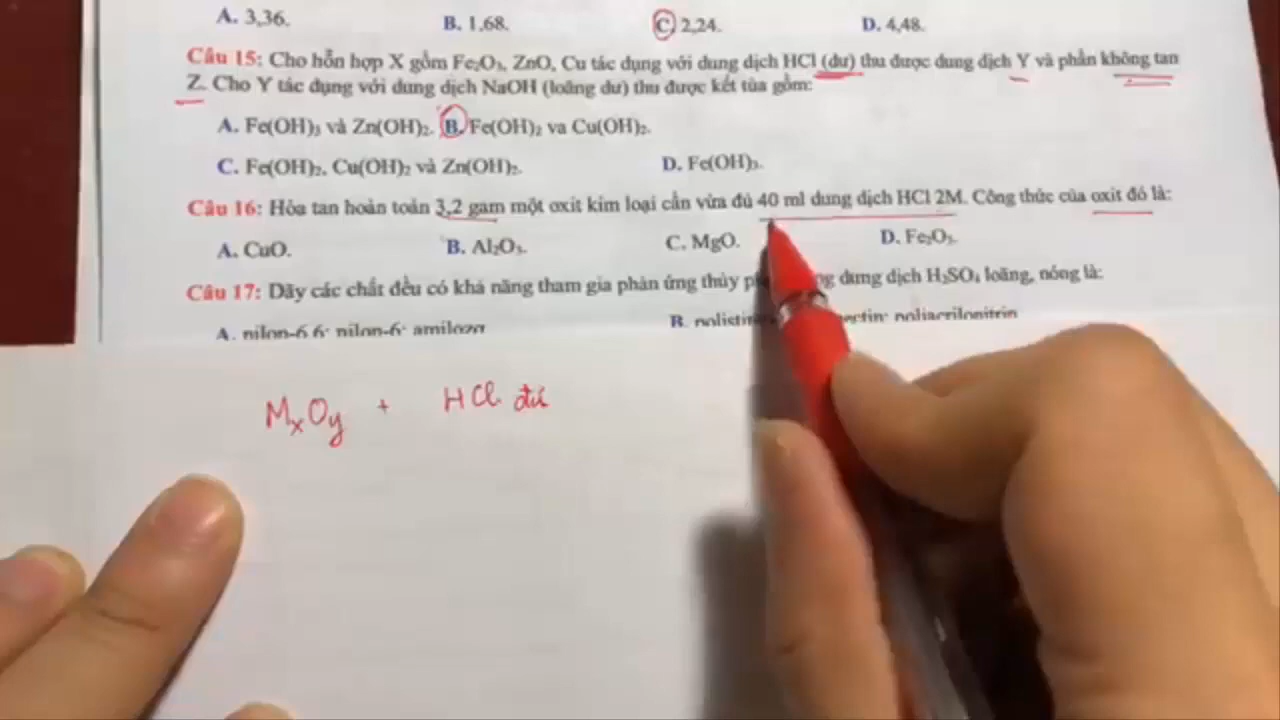 A. 3,36. B. 1,68. C. 2,24. D. 4,48.
Câu 15: Cho hỗn hợp X gồm Fe₂O₃, ZnO, Cu tác dụng với dung dịch HCl (dư) thu được dung dịch Y và phần không tan
Z. Cho Y tác dụng với dung dịch NaOH (loãng dư) thu được kết tủa gồm:
A. Fe(OH)₃ và Zn(OH)₂. B. Fe(OH)₂ va Cu(OH)₂.
C. Fe(OH)₂, Cu(OH)₂ và Zn(OH)₂. D. Fe(OH)₃.
Câu 16: Hòa tan hoàn toàn 3,2 gam một oxit kim loại cần vừa đủ 40 ml dung dịch HCl 2M. Công thức của oxit đó là:
A. CuO. B. Al₂O₃. C. MgO. D. Fe₂O₃.
Câu 17: Dãy các chất đều có khả năng tham gia phản ứng thủy dung dịch H₂SO₄ loãng, nóng là:
A. nilon-6,6; nilon-6; amilozơ B. poliacrilonitrin
MxOy + HCl đủ